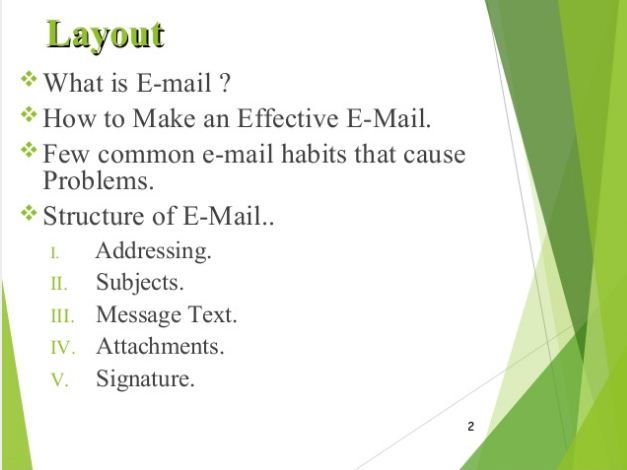 Layout
❖ What is E-mail ?
❖ How to Make an Effective E-Mail.
❖ Few common e-mail habits that cause
Problems.
❖ Structure of E-Mail..
I. Addressing.
II. Subjects.
III. Message Text.
IV. Attachments.
V. Signature.
2